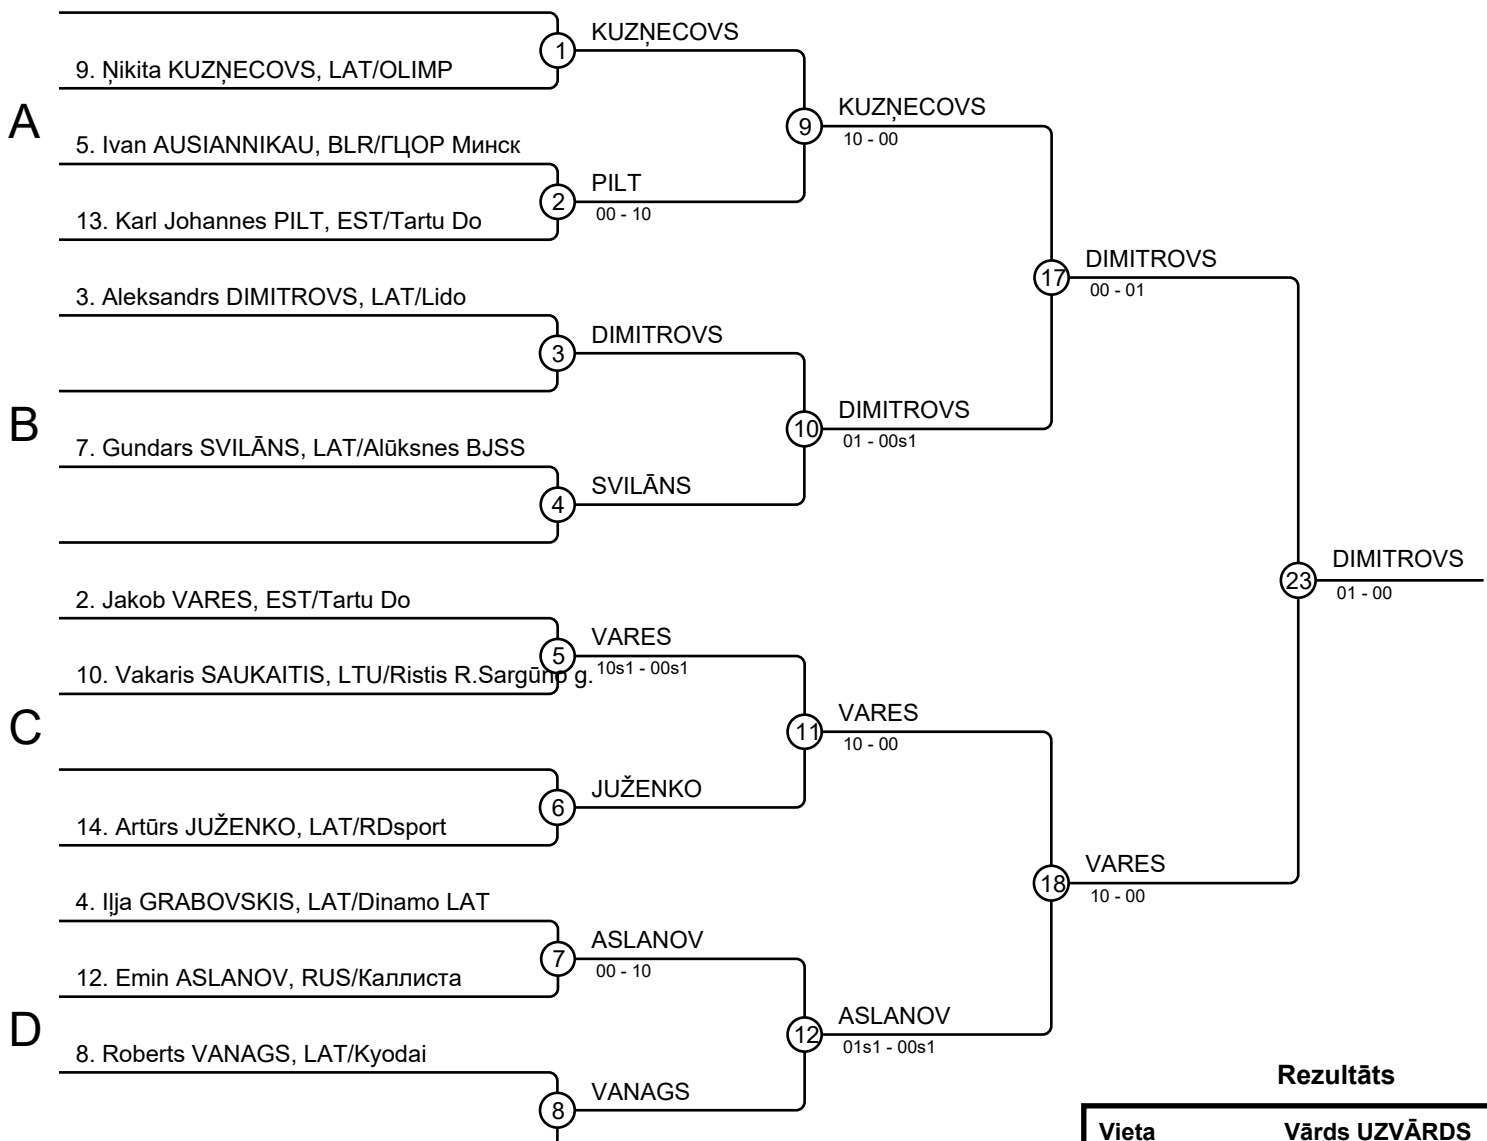 KUZŅECOVS
1
9. Ņikita KUZŅECOVS, LAT/OLIMP
A
KUZŅECOVS
9
10 - 00
5. Ivan AUSIANNIKAU, BLR/ГЦОР Минск
PILT
2
00 - 10
13. Karl Johannes PILT, EST/Tartu Do
DIMITROVS
17
00 - 01
3. Aleksandrs DIMITROVS, LAT/Lido
DIMITROVS
3
B
DIMITROVS
10
01 - 00s1
7. Gundars SVILĀNS, LAT/Alūksnes BJSS
SVILĀNS
4
DIMITROVS
23
01 - 00
2. Jakob VARES, EST/Tartu Do
VARES
5
10. Vakaris SAUKAITIS, LTU/Ristis R.Sargūno g.
10s1 - 00s1
C
VARES
11
10 - 00
JUŽENKO
6
14. Artūrs JUŽENKO, LAT/RDsport
VARES
18
10 - 00
4. Iļja GRABOVSKIS, LAT/Dinamo LAT
ASLANOV
7
00 - 10
12. Emin ASLANOV, RUS/Каллиста
D
ASLANOV
12
01s1 - 00s1
8. Roberts VANAGS, LAT/Kyodai
VANAGS
8
Rezultāts
Vieta Vārds UZVĀRDS